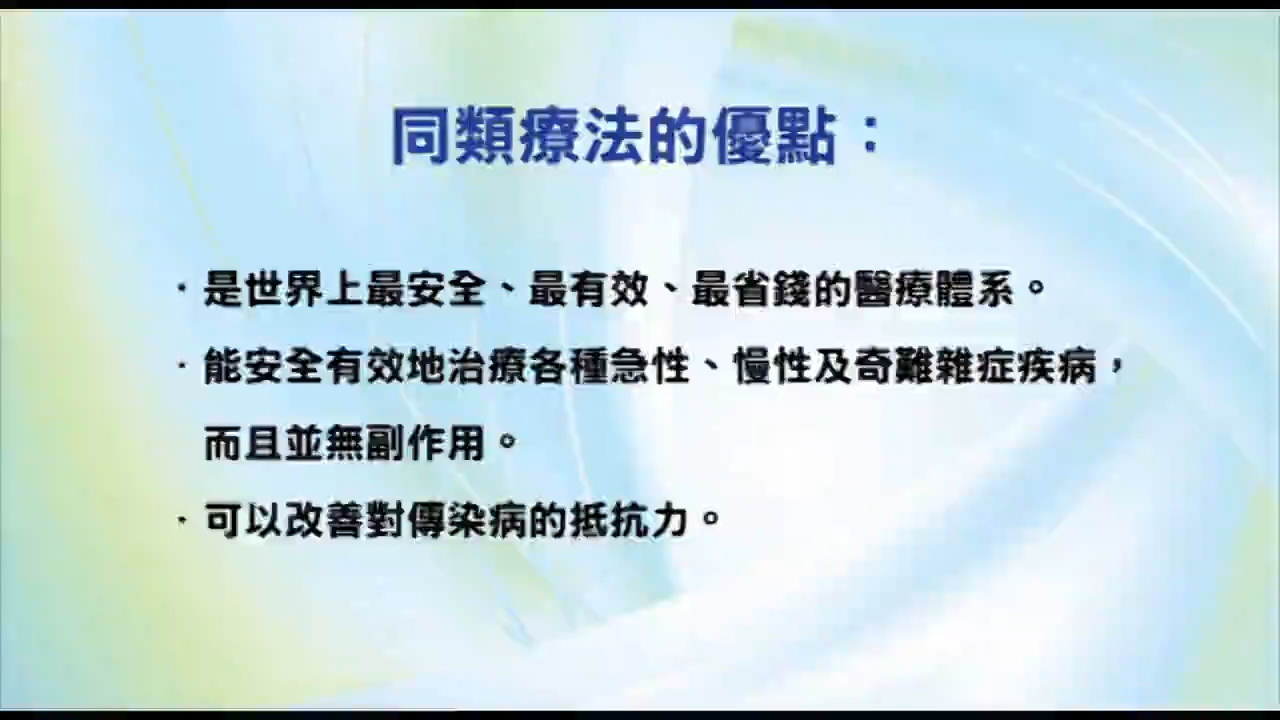 同類療法的優點：
·是世界上最安全、最有效、最省錢的醫療體系。
·能安全有效地治療各種急性、慢性及奇難雜症疾病，
而且並無副作用。
·可以改善對傳染病的抵抗力。